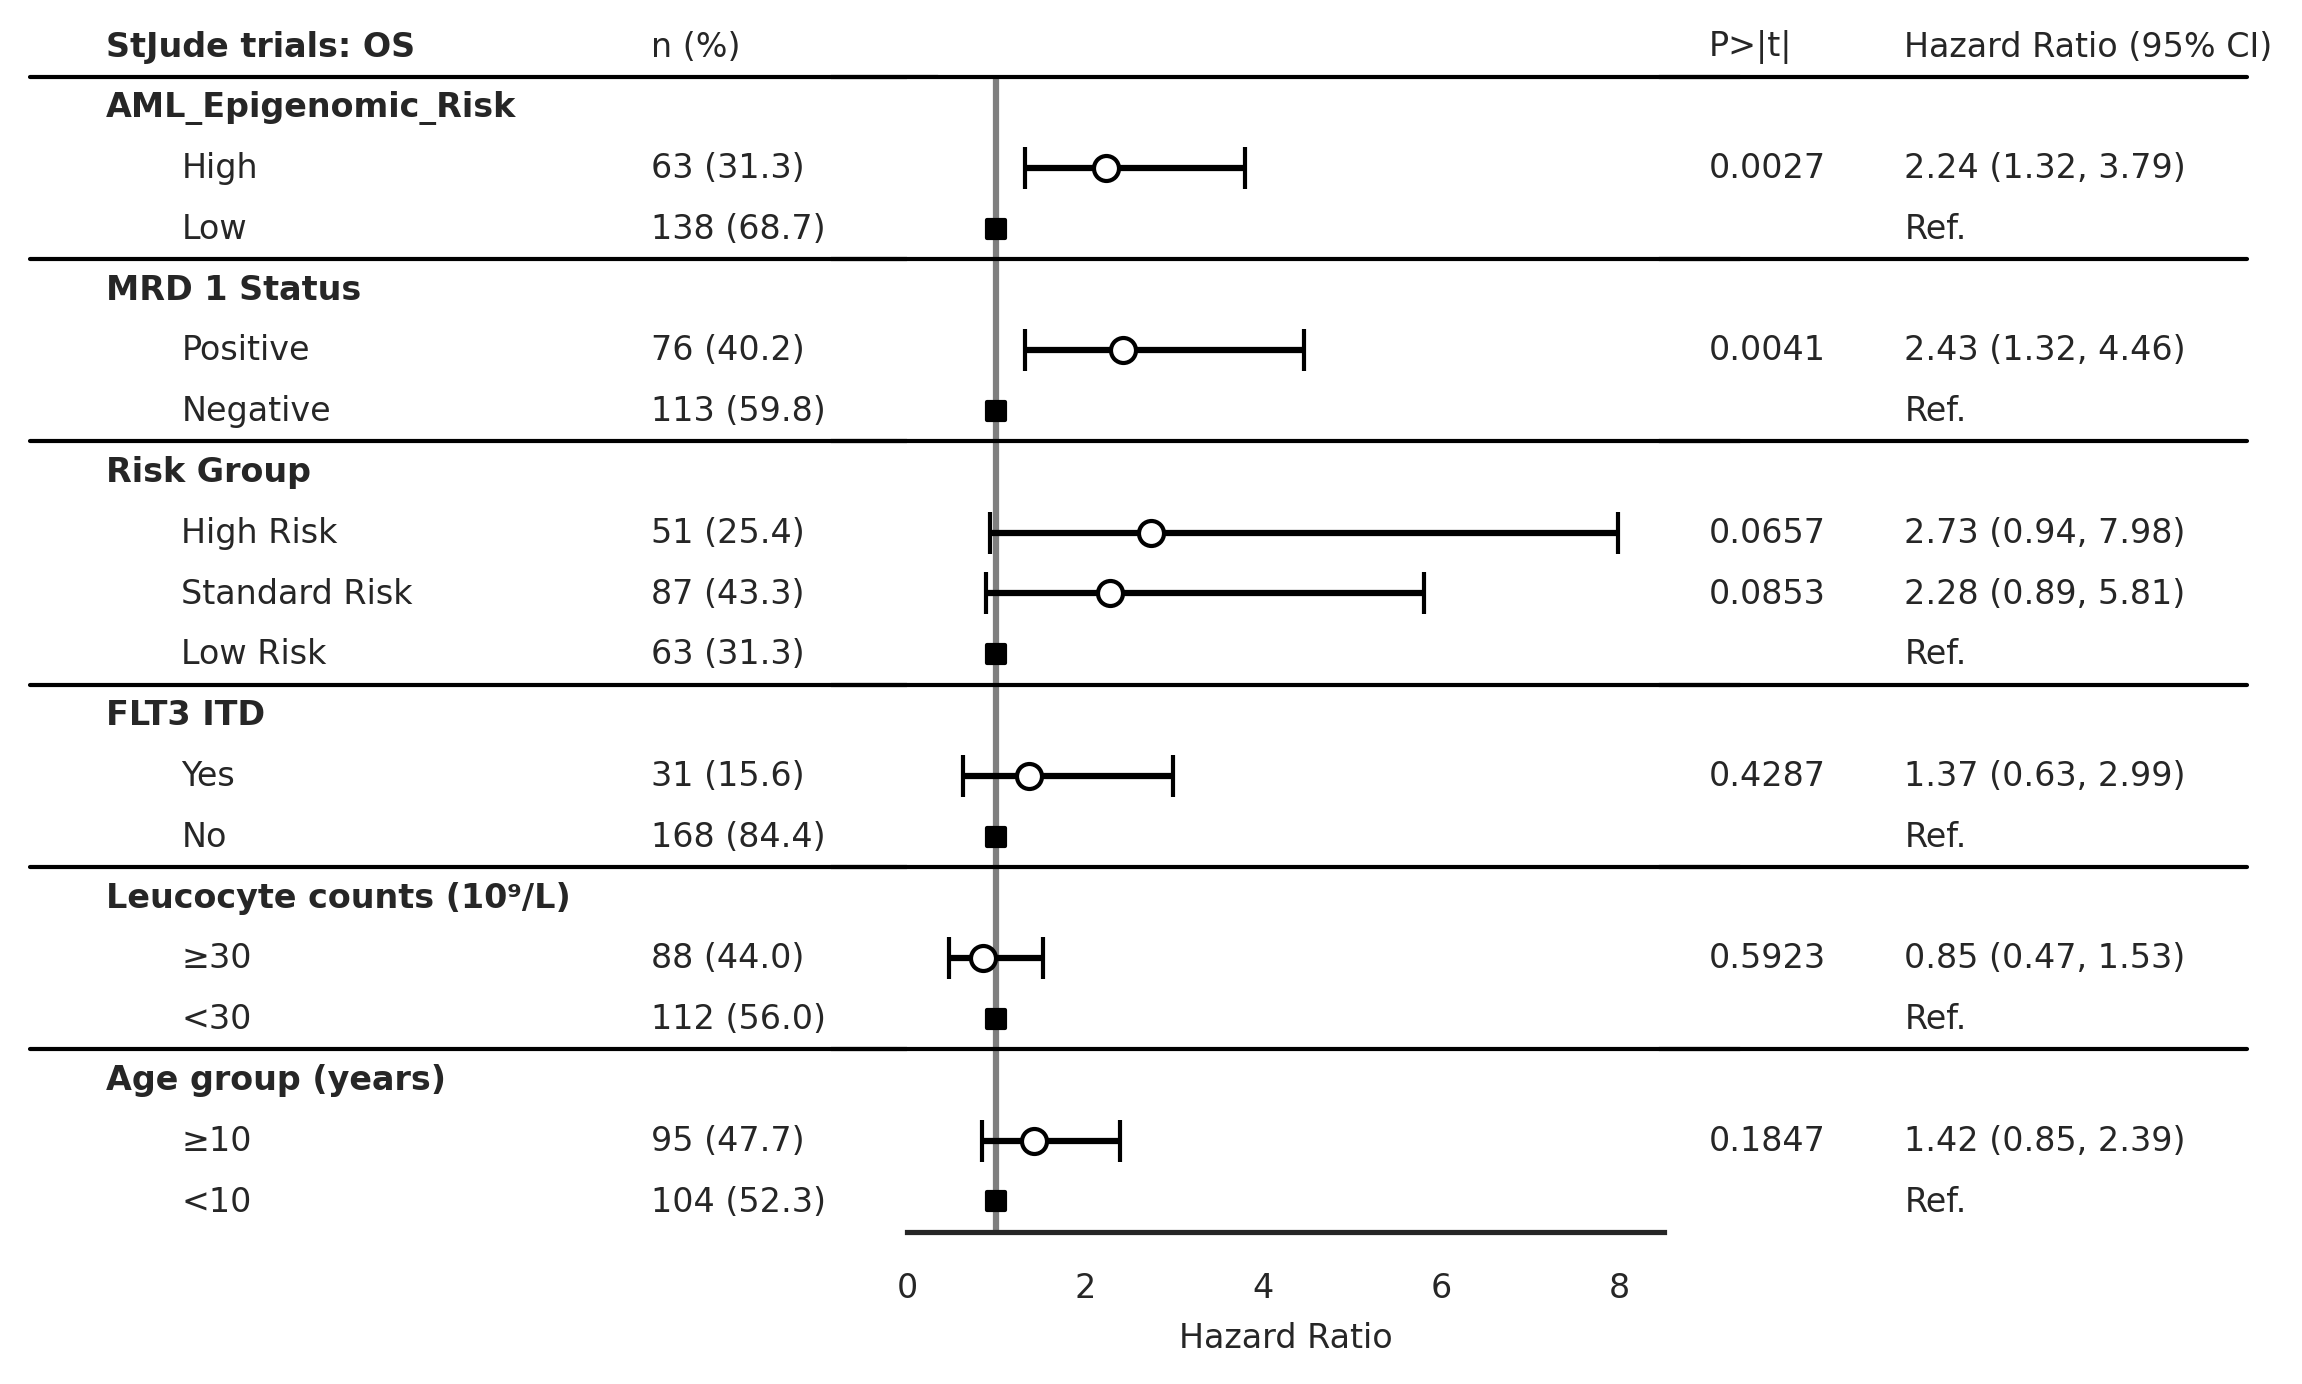 StJude trials: OS n (%) P>|t| Hazard Ratio (95% CI)
AML_Epigenomic_Risk
High 63 (31.3) 0.0027 2.24 (1.32, 3.79)
Low 138 (68.7) Ref.
MRD 1 Status
Positive 76 (40.2) 0.0041 2.43 (1.32, 4.46)
Negative 113 (59.8) Ref.
Risk Group
High Risk 51 (25.4) 0.0657 2.73 (0.94, 7.98)
Standard Risk 87 (43.3) 0.0853 2.28 (0.89, 5.81)
Low Risk 63 (31.3) Ref.
FLT3 ITD
Yes 31 (15.6) 0.4287 1.37 (0.63, 2.99)
No 168 (84.4) Ref.
Leucocyte counts (10⁹/L)
≥30 88 (44.0) 0.5923 0.85 (0.47, 1.53)
<30 112 (56.0) Ref.
Age group (years)
≥10 95 (47.7) 0.1847 1.42 (0.85, 2.39)
<10 104 (52.3) Ref.
0 2 4 6 8
Hazard Ratio